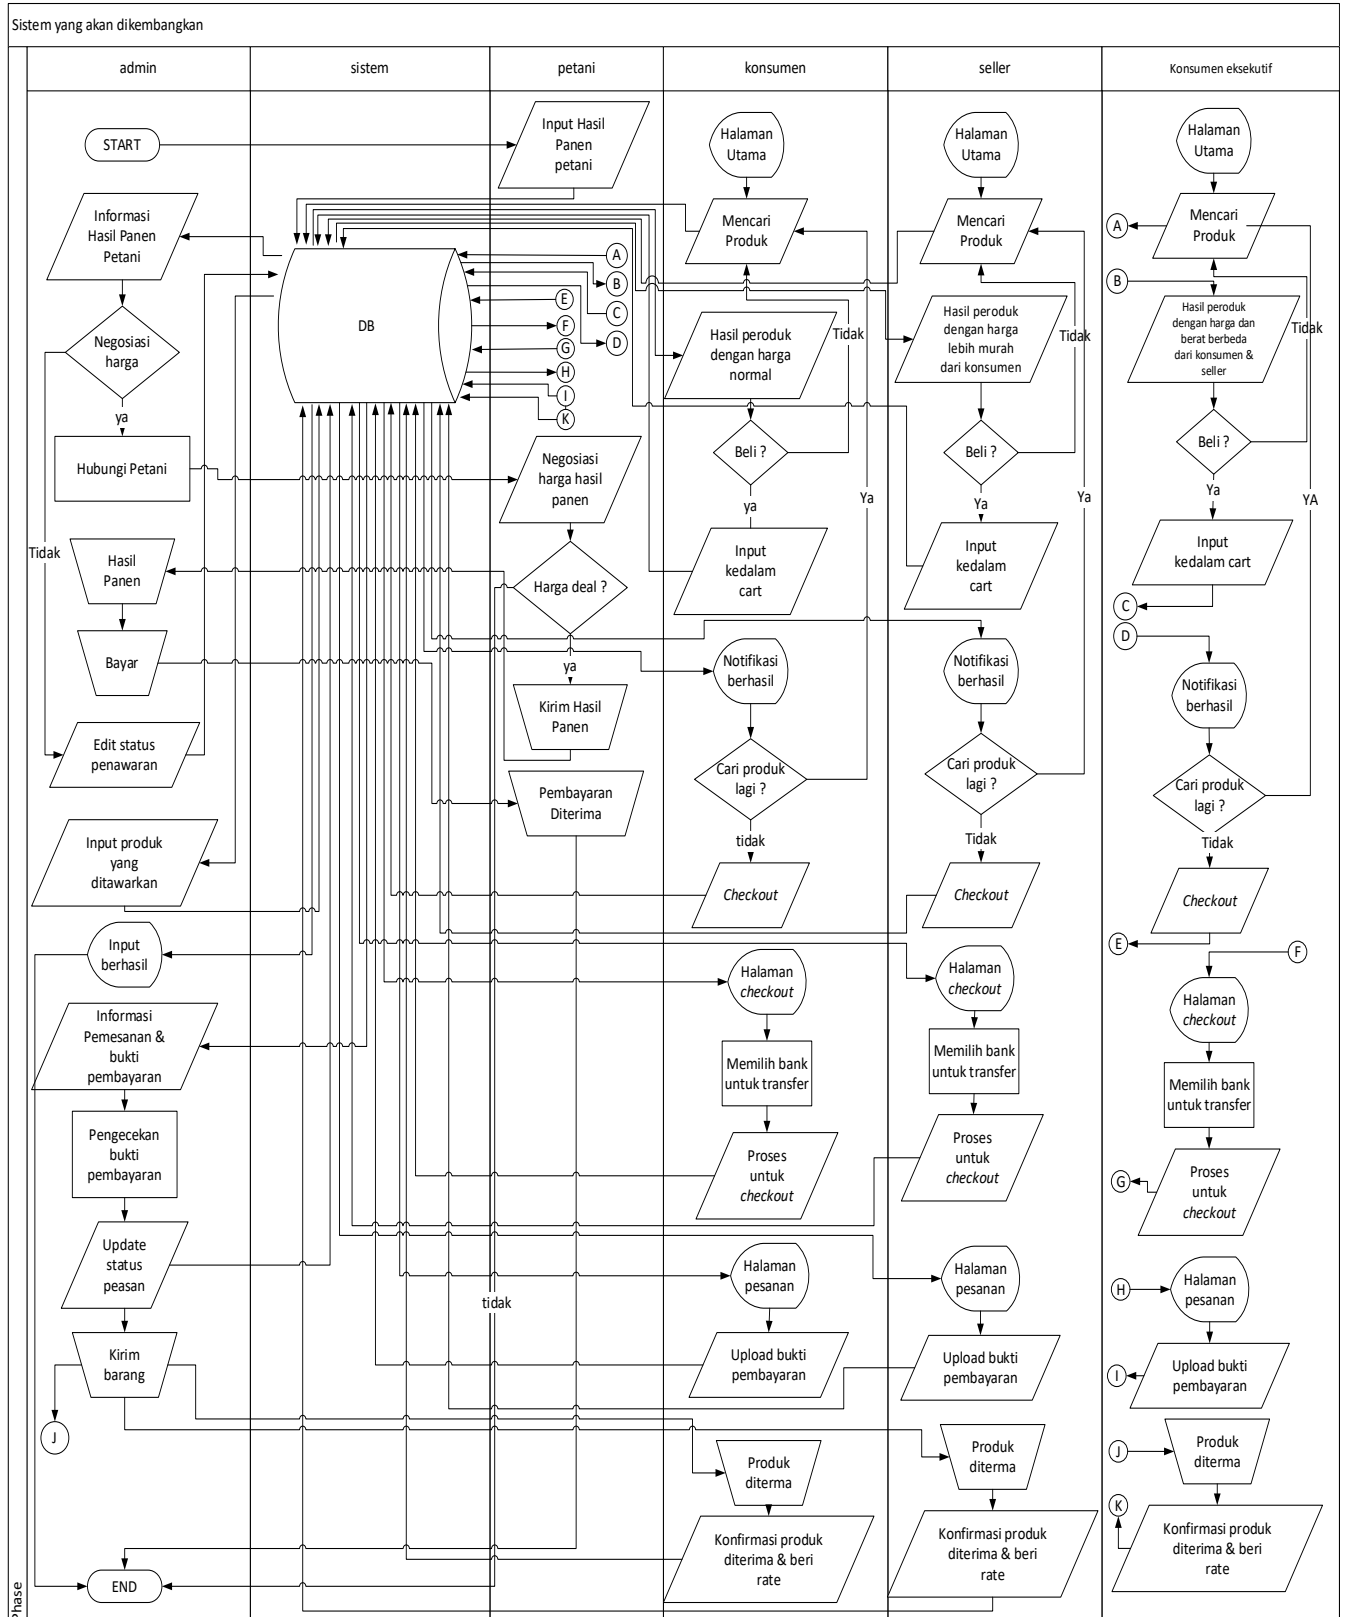 Sistem yang akan dikembangkan
admin
sistem
petani
konsumen
seller
Konsumen eksekutif
Phase
START
Informasi
Hasil Panen
Petani
Negosiasi
harga
ya
Hubungi Petani
Tidak
Hasil
Panen
Bayar
Edit status
penawaran
Input produk
yang
ditawarkan
Input
berhasil
Informasi
Pemesanan &
bukti
pembayaran
Pengecekan
bukti
pembayaran
Update
status
peasan
Kirim
barang
J
END
DB
Input Hasil
Panen
petani
A
B
E
C
F
D
G
H
I
K
Negosiasi
harga hasil
panen
Harga deal ?
ya
Kirim Hasil
Panen
Pembayaran
Diterima
tidak
Halaman
Utama
Mencari
Produk
Hasil peroduk
dengan harga
normal
Tidak
Beli ?
ya
Ya
Input
kedalam
cart
Notifikasi
berhasil
Cari produk
lagi ?
tidak
Checkout
Halaman
checkout
Memilih bank
untuk transfer
Proses
untuk
checkout
Halaman
pesanan
Upload bukti
pembayaran
Produk
diterma
Konfirmasi produk
diterima & beri
rate
Halaman
Utama
Mencari
Produk
Hasil peroduk
dengan harga
lebih murah
dari konsumen
Tidak
Beli ?
Ya
Ya
Input
kedalam
cart
Notifikasi
berhasil
Cari produk
lagi ?
Tidak
Checkout
Halaman
checkout
Memilih bank
untuk transfer
Proses
untuk
checkout
Halaman
pesanan
Upload bukti
pembayaran
Produk
diterma
Konfirmasi produk
diterima & beri
rate
Halaman
Utama
A
Mencari
Produk
B
Hasil peroduk
dengan harga dan
berat berbeda
dari konsumen &
seller
Tidak
Beli ?
Ya
YA
Input
kedalam cart
C
D
Notifikasi
berhasil
Cari produk
lagi ?
Tidak
Checkout
E
F
Halaman
checkout
Memilih bank
untuk transfer
G
Proses
untuk
checkout
H
Halaman
pesanan
I
Upload bukti
pembayaran
J
Produk
diterma
K
Konfirmasi produk
diterima & beri
rate